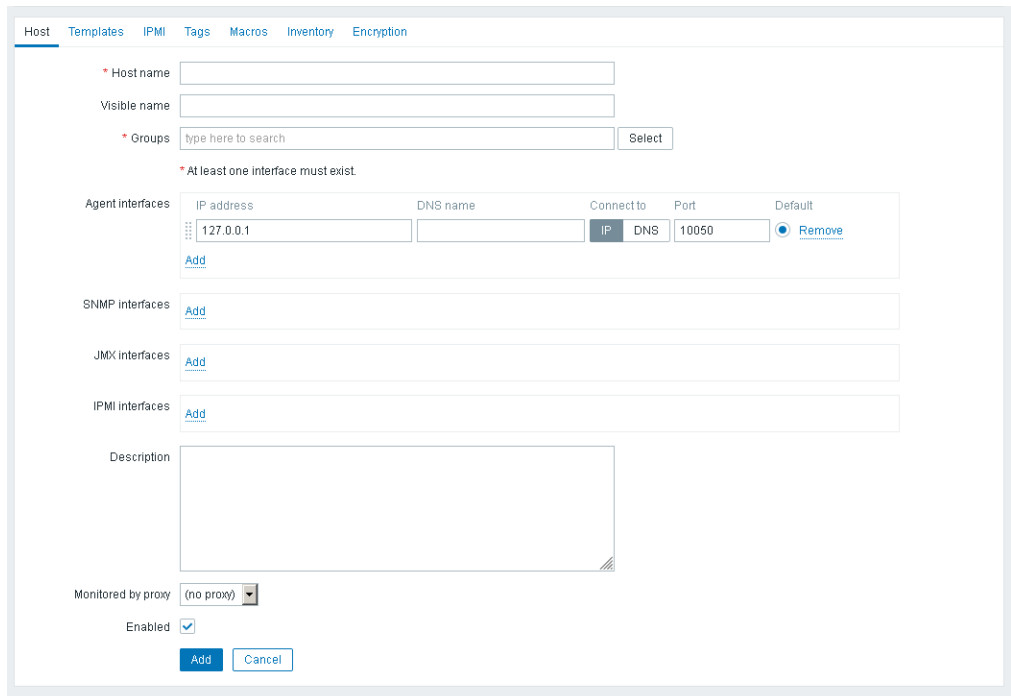 Host Templates IPMI Tags Macros Inventory Encryption
* Host name
Visible name
* Groups type here to search Select
* At least one interface must exist.
Agent interfaces IP address DNS name Connect to Port Default
127.0.0.1 IP DNS 10050 Remove
Add
SNMP interfaces Add
JMX interfaces Add
IPMI interfaces Add
Description
Monitored by proxy (no proxy)
Enabled
Add Cancel